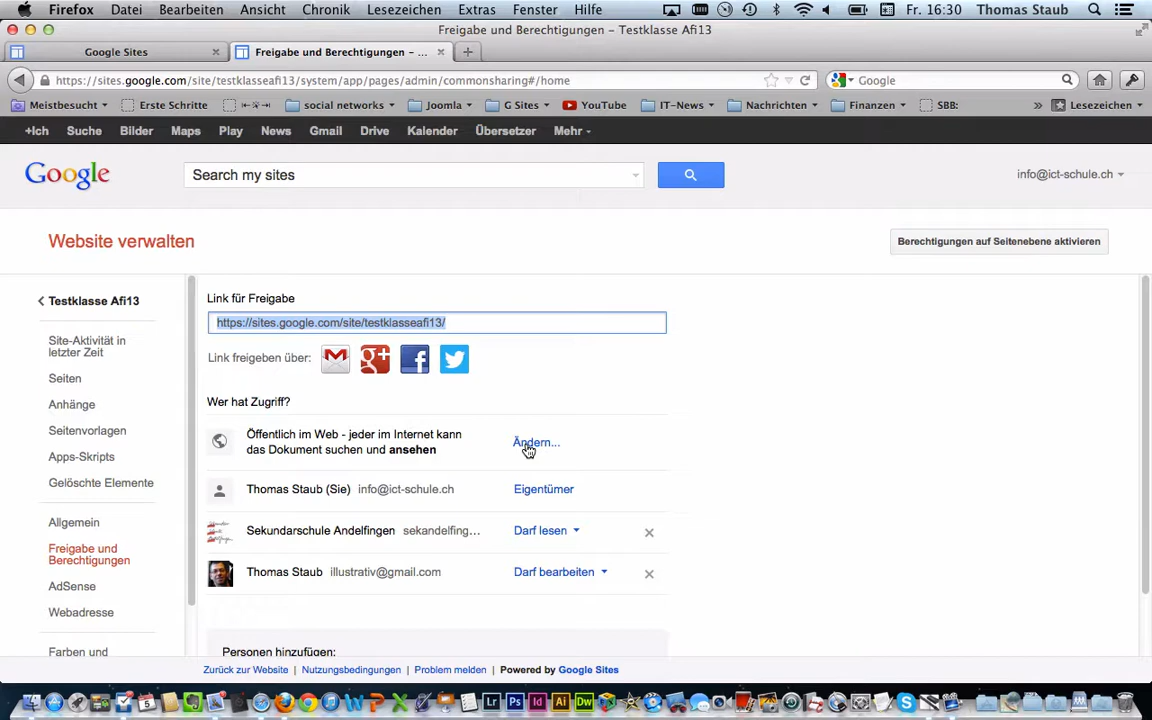 Firefox Datei Bearbeiten Ansicht Chronik Lesezeichen Extras Fenster Hilfe Fr. 16:30 Thomas Staub
Freigabe und Berechtigungen - Testklasse Afi13
Google Sites Freigabe und Berechtigungen - ...
https://sites.google.com/site/testklasseafi13/system/app/pages/admin/commonsharing#/home Google
Meistbesucht Erste Schritte social networks Joomla G Sites YouTube IT-News Nachrichten Finanzen SBB: » Lesezeichen
+Ich Suche Bilder Maps Play News Gmail Drive Kalender Übersetzer Mehr
Google Search my sites info@ict-schule.ch
Website verwalten Berechtigungen auf Seitenebene aktivieren
Testklasse Afi13
Site-Aktivität in
letzter Zeit
Seiten
Anhänge
Seitenvorlagen
Apps-Skripts
Gelöschte Elemente
Allgemein
Freigabe und
Berechtigungen
AdSense
Webadresse
Farben und
Link für Freigabe
https://sites.google.com/site/testklasseafi13/
Link freigeben über:
Wer hat Zugriff?
Öffentlich im Web - jeder im Internet kann
das Dokument suchen und ansehen
Ändern...
Thomas Staub (Sie) info@ict-schule.ch Eigentümer
Sekundarschule Andelfingen sekandelfing... Darf lesen
Thomas Staub illustrativ@gmail.com Darf bearbeiten
Personen hinzufügen:
Zurück zur Website | Nutzungsbedingungen | Problem melden | Powered by Google Sites